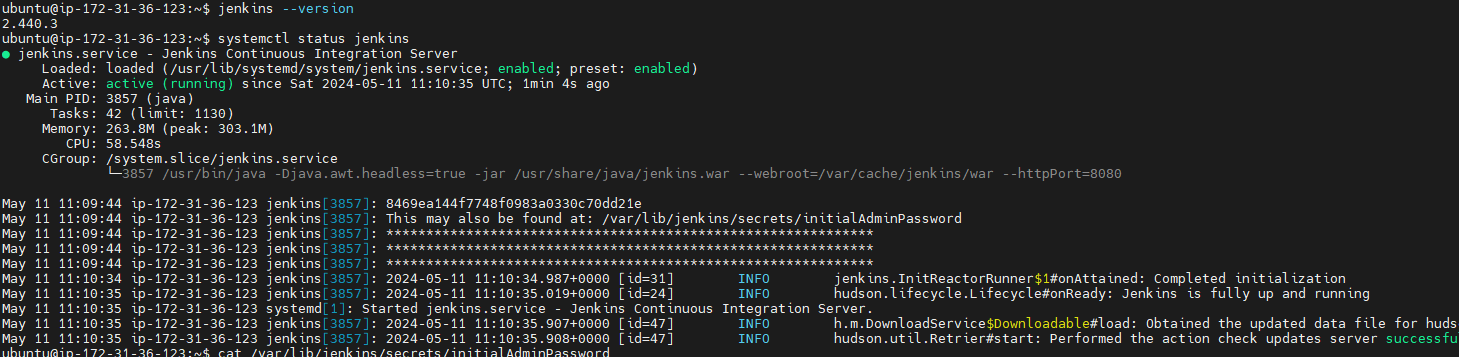 ubuntu@ip-172-31-36-123:~$ jenkins --version
2.440.3
ubuntu@ip-172-31-36-123:~$ systemctl status jenkins
● jenkins.service - Jenkins Continuous Integration Server
     Loaded: loaded (/usr/lib/systemd/system/jenkins.service; enabled; preset: enabled)
     Active: active (running) since Sat 2024-05-11 11:10:35 UTC; 1min 4s ago
   Main PID: 3857 (java)
      Tasks: 42 (limit: 1130)
     Memory: 263.8M (peak: 303.1M)
        CPU: 58.548s
     CGroup: /system.slice/jenkins.service
             └─3857 /usr/bin/java -Djava.awt.headless=true -jar /usr/share/java/jenkins.war --webroot=/var/cache/jenkins/war --httpPort=8080
May 11 11:09:44 ip-172-31-36-123 jenkins[3857]: 8469ea144f7748f0983a0330c70dd21e
May 11 11:09:44 ip-172-31-36-123 jenkins[3857]: This may also be found at: /var/lib/jenkins/secrets/initialAdminPassword
May 11 11:09:44 ip-172-31-36-123 jenkins[3857]: *************************************************************
May 11 11:09:44 ip-172-31-36-123 jenkins[3857]: *************************************************************
May 11 11:09:44 ip-172-31-36-123 jenkins[3857]: *************************************************************
May 11 11:10:34 ip-172-31-36-123 jenkins[3857]: 2024-05-11 11:10:34.987+0000 [id=31]        INFO        jenkins.InitReactorRunner$1#onAttained: Completed initialization
May 11 11:10:35 ip-172-31-36-123 jenkins[3857]: 2024-05-11 11:10:35.019+0000 [id=24]        INFO        hudson.lifecycle.Lifecycle#onReady: Jenkins is fully up and running
May 11 11:10:35 ip-172-31-36-123 systemd[1]: Started jenkins.service - Jenkins Continuous Integration Server.
May 11 11:10:35 ip-172-31-36-123 jenkins[3857]: 2024-05-11 11:10:35.907+0000 [id=47]        INFO        h.m.DownloadService$Downloadable#load: Obtained the updated data file for huds
May 11 11:10:35 ip-172-31-36-123 jenkins[3857]: 2024-05-11 11:10:35.908+0000 [id=47]        INFO        hudson.util.Retrier#start: Performed the action check updates server successfu
ubuntu@ip-172-31-36-123:~$ cat /var/lib/jenkins/secrets/initialAdminPassword